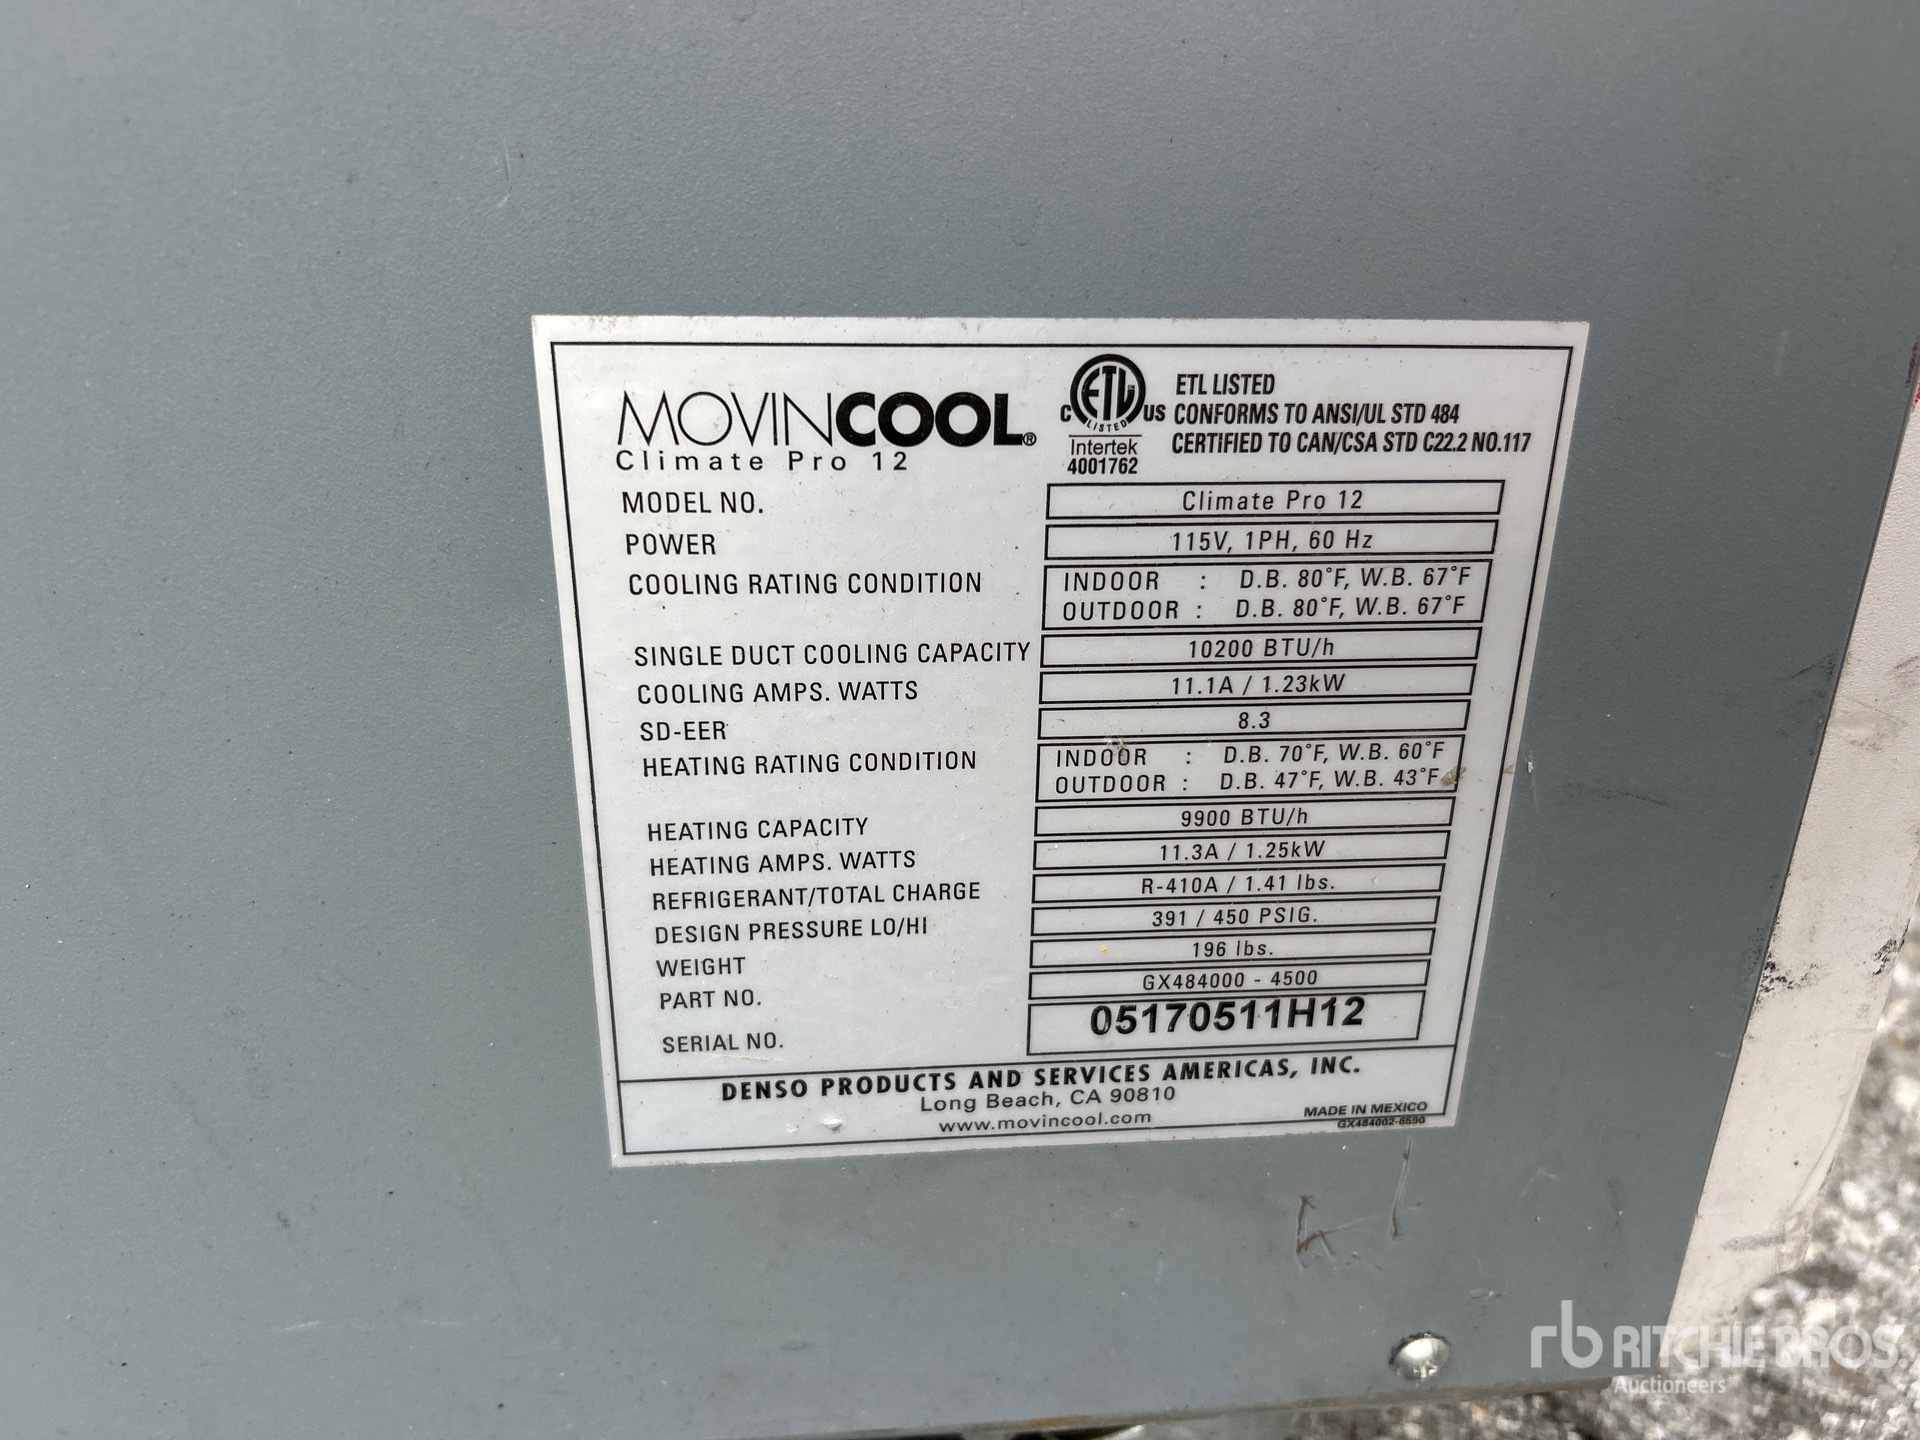 MOVINCOOL®
Climate Pro 12
C ETL LISTED US
Intertek
4001762
ETL LISTED
CONFORMS TO ANSI/UL STD 484
CERTIFIED TO CAN/CSA STD C22.2 NO.117
MODEL NO. Climate Pro 12
POWER 115V, 1PH, 60 Hz
COOLING RATING CONDITION INDOOR : D.B. 80°F, W.B. 67°F
OUTDOOR : D.B. 80°F, W.B. 67°F
SINGLE DUCT COOLING CAPACITY 10200 BTU/h
COOLING AMPS. WATTS 11.1A / 1.23kW
SD-EER 8.3
HEATING RATING CONDITION INDOOR : D.B. 70°F, W.B. 60°F
OUTDOOR : D.B. 47°F, W.B. 43°F
HEATING CAPACITY 9900 BTU/h
HEATING AMPS. WATTS 11.3A / 1.25kW
REFRIGERANT/TOTAL CHARGE R-410A / 1.41 lbs.
DESIGN PRESSURE LO/HI 391 / 450 PSIG.
WEIGHT 196 lbs.
PART NO. GX484000 - 4500
SERIAL NO. 05170511H12
DENSO PRODUCTS AND SERVICES AMERICAS, INC.
Long Beach, CA 90810
www.movincool.com
MADE IN MEXICO
GX484002-8590
rb RITCHIE BROS.
Auctioneers